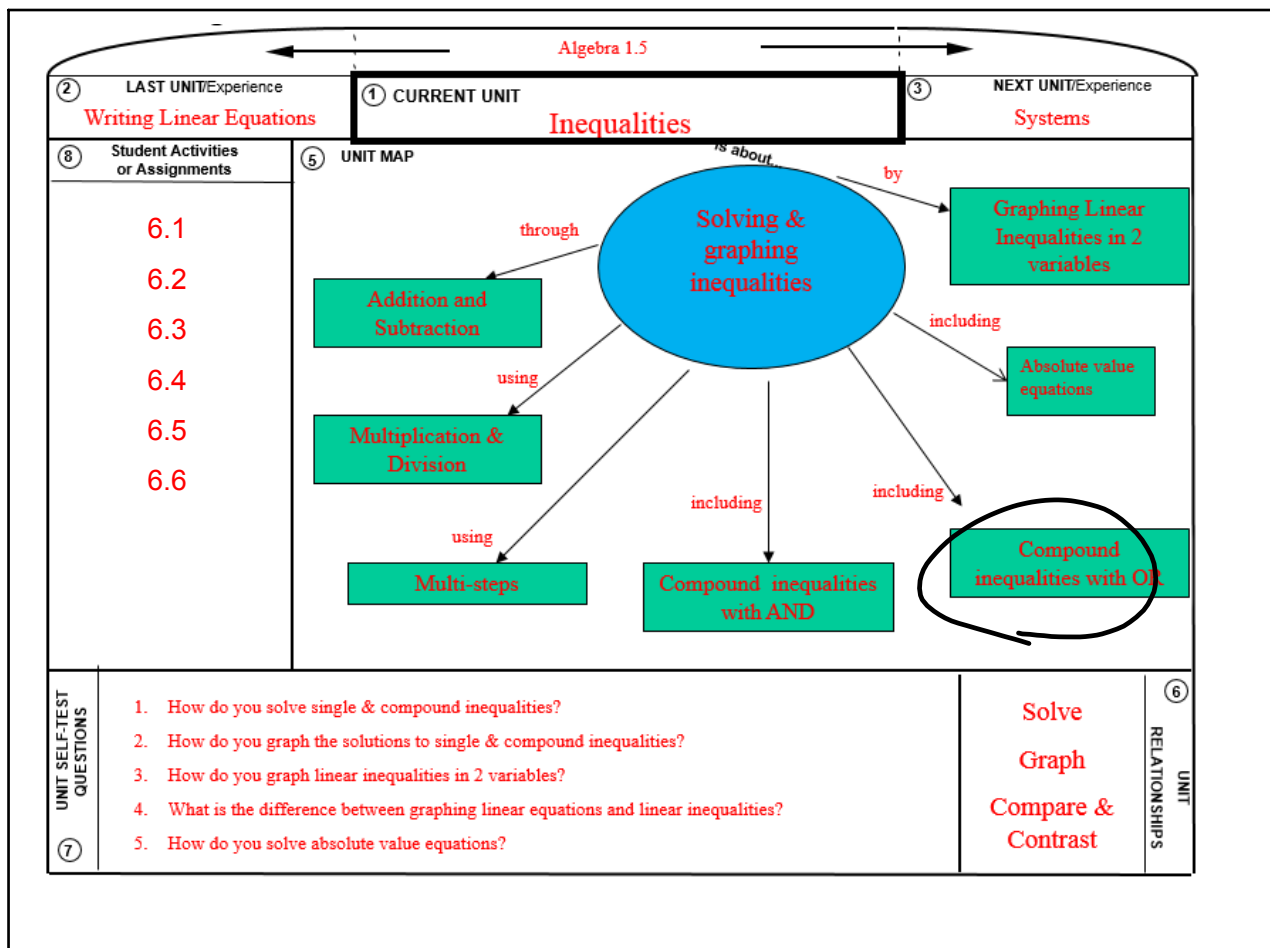 Algebra 1.5
2 LAST UNIT/Experience
Writing Linear Equations
1 CURRENT UNIT
Inequalities
3 NEXT UNIT/Experience
Systems
8 Student Activities
or Assignments
6.1
6.2
6.3
6.4
6.5
6.6
5 UNIT MAP
is about...
Solving &
graphing
inequalities
by
Graphing Linear
Inequalities in 2
variables
through
Addition and
Subtraction
including
Absolute value
equations
using
Multiplication &
Division
including
Compound
inequalities with OR
including
Compound inequalities
with AND
using
Multi-steps
UNIT SELF-TEST
QUESTIONS
7
1. How do you solve single & compound inequalities?
2. How do you graph the solutions to single & compound inequalities?
3. How do you graph linear inequalities in 2 variables?
4. What is the difference between graphing linear equations and linear inequalities?
5. How do you solve absolute value equations?
Solve
Graph
Compare &
Contrast
6
UNIT
RELATIONSHIPS